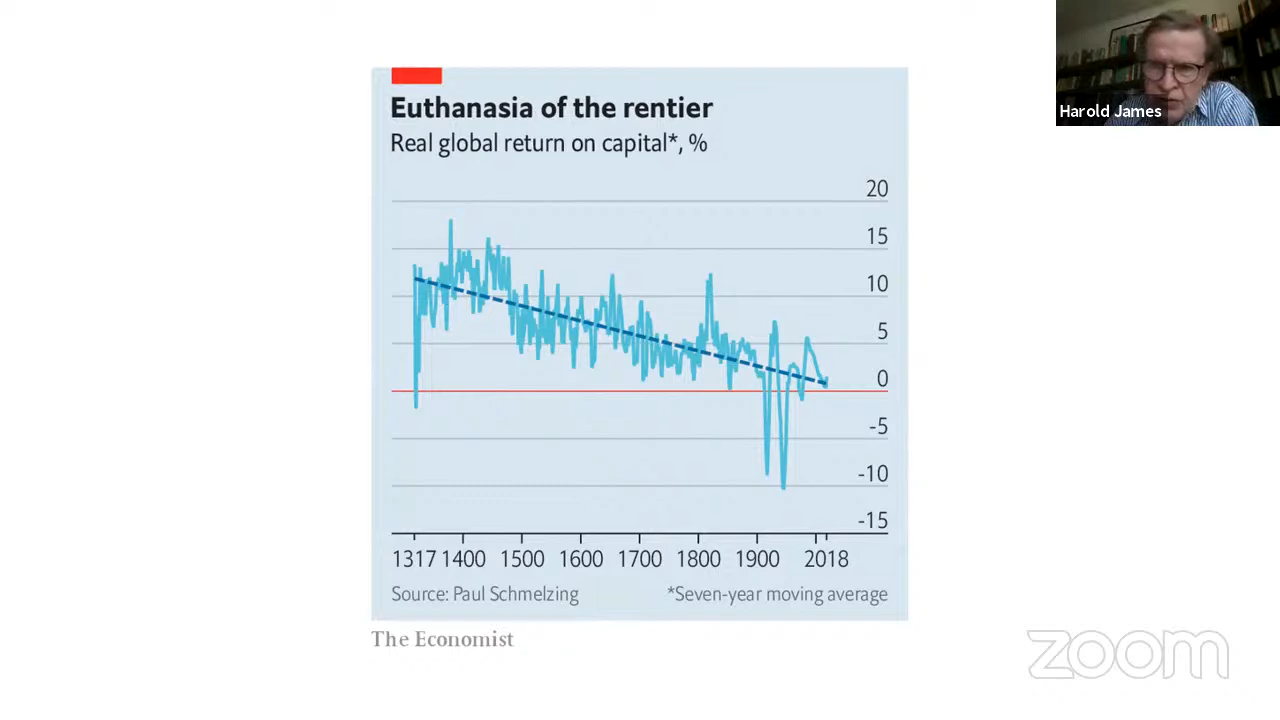 Harold James
Euthanasia of the rentier
Real global return on capital*, %
20
15
10
5
0
-5
-10
-15
1317 1400 1500 1600 1700 1800 1900 2018
Source: Paul Schmelzing *Seven-year moving average
The Economist
zoom